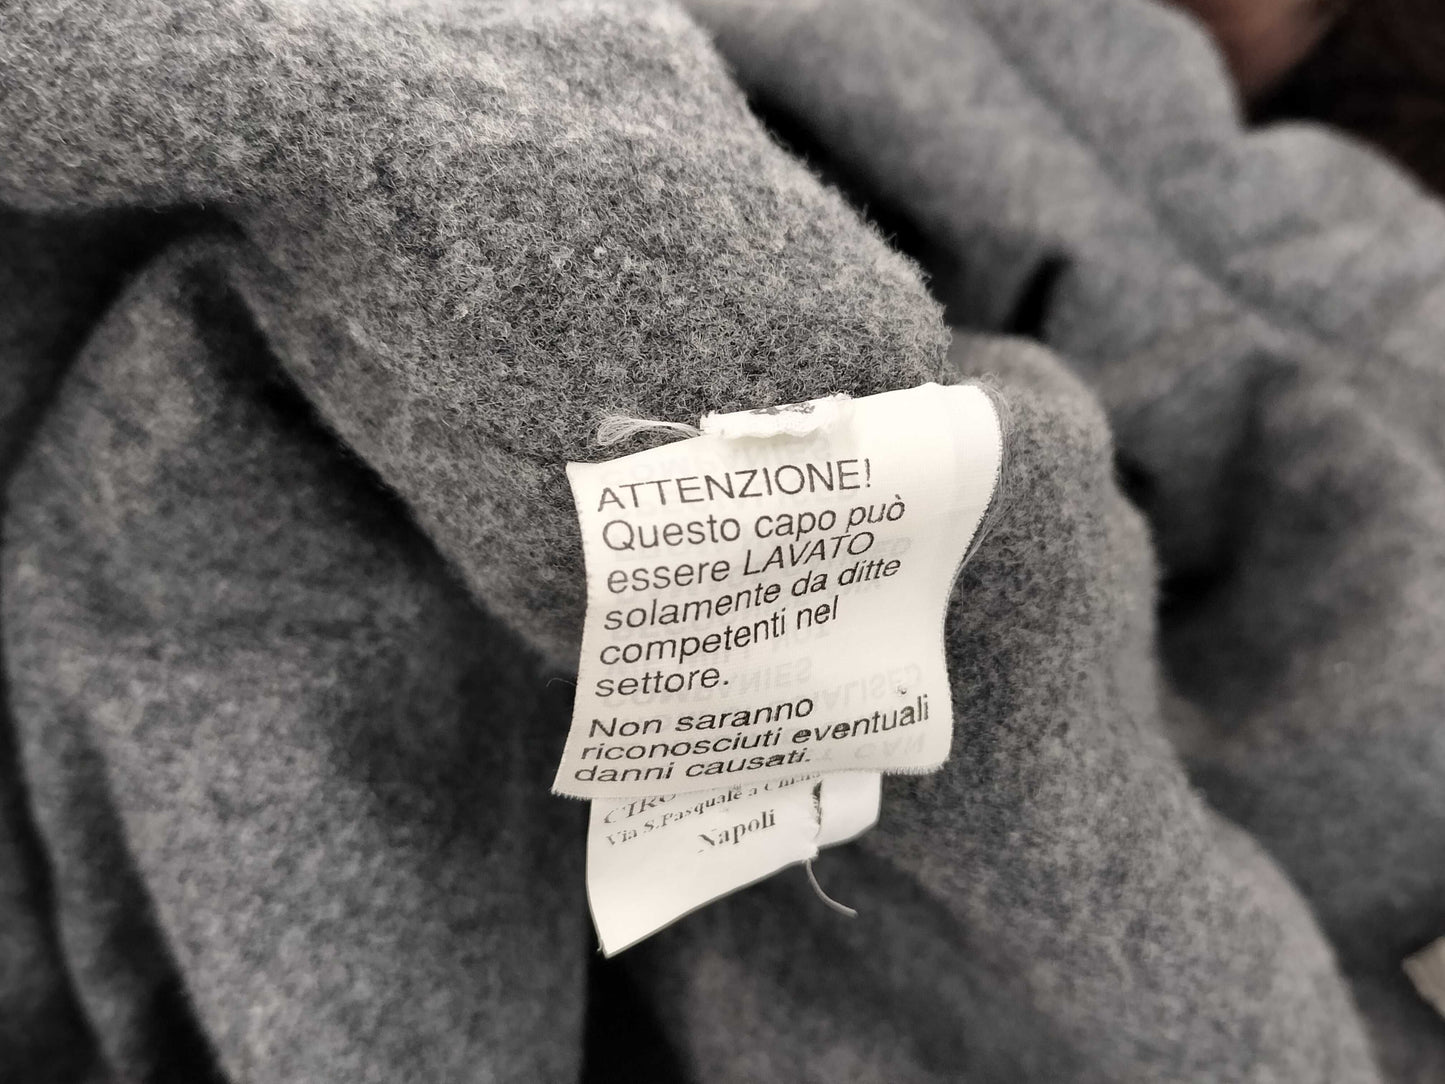 ATTENZIONE!
Questo capo può
essere LAVATO
solamente da ditte
competenti nel
settore.
Non saranno
riconosciuti eventuali
danni causati.
Via S.Pasquale a
Napoli